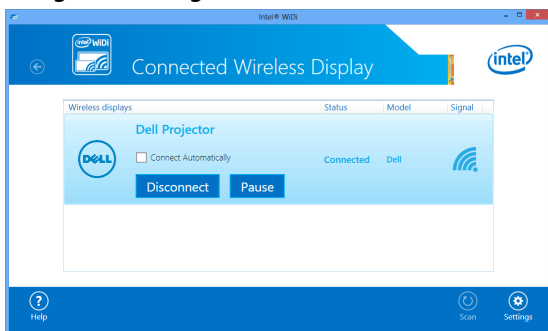 Intel® WiDi
intel WiDi
Connected Wireless Display
intel
Wireless displays Status Model Signal
Dell Projector
DELL
Connect Automatically
Connected Dell
Disconnect Pause
? Help
Scan Settings